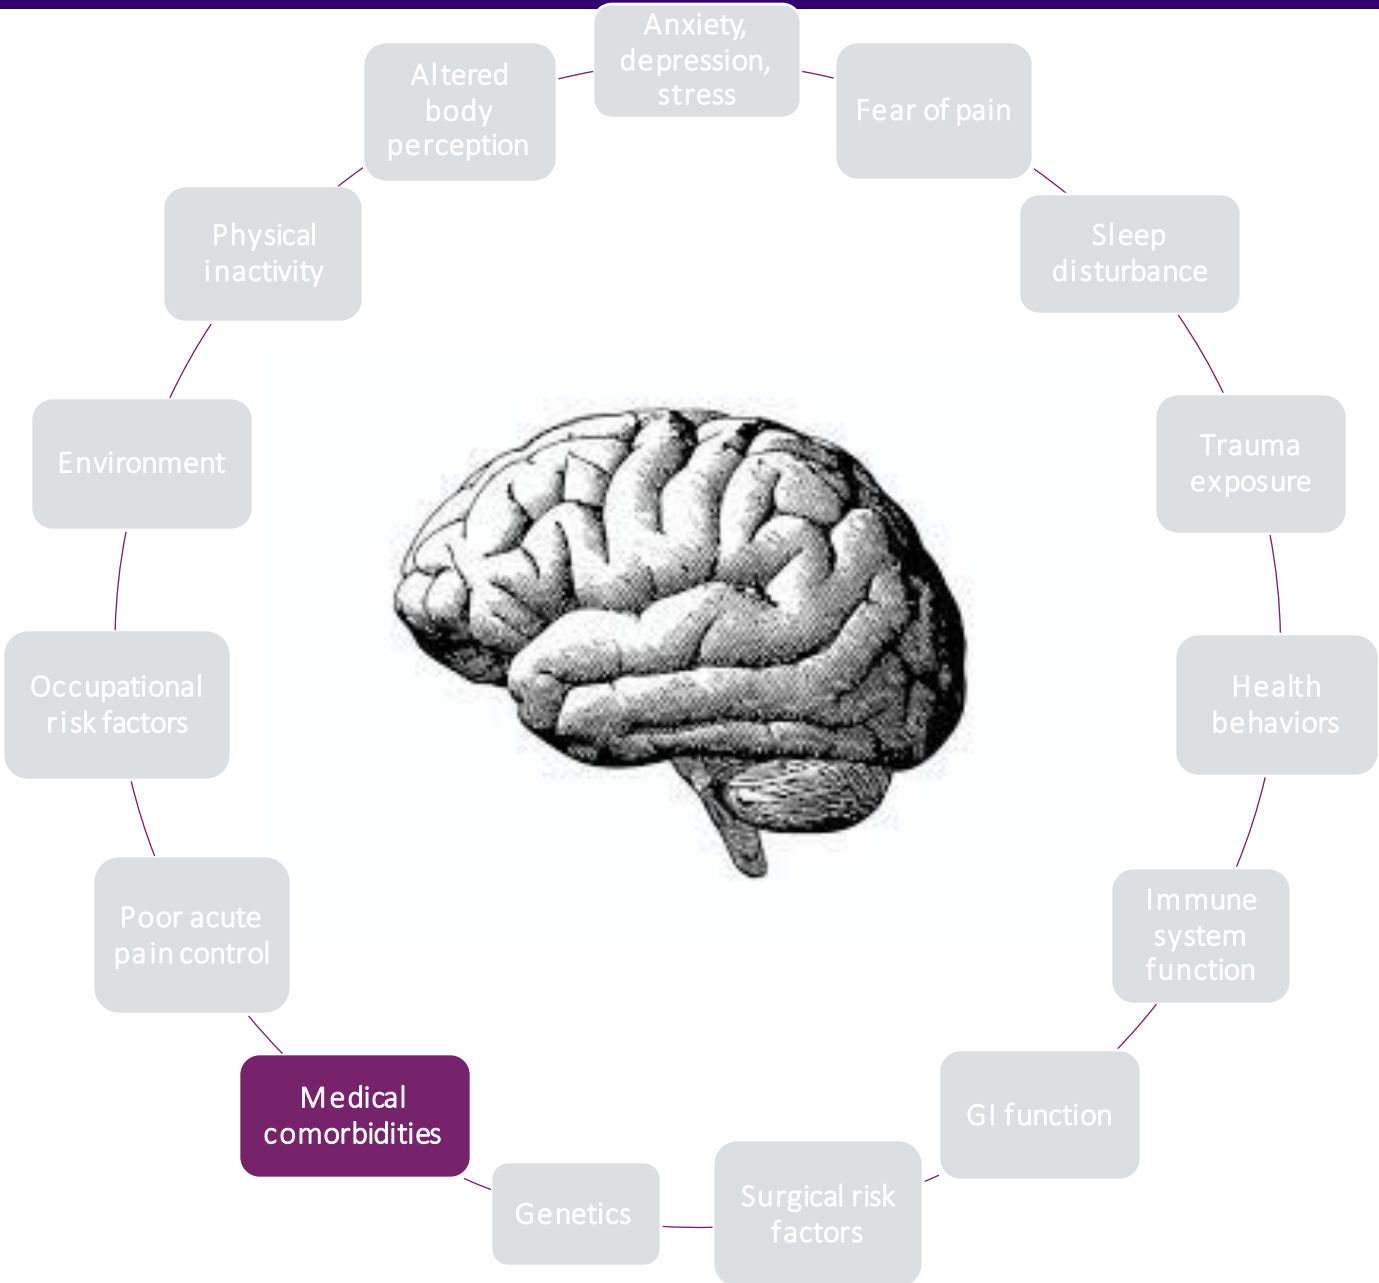 Anxiety,
depression,
stress
Fear of pain
Sleep
disturbance
Trauma
exposure
Health
behaviors
Immune
system
function
GI function
Surgical risk
factors
Genetics
Medical
comorbidities
Poor acute
pain control
Occupational
risk factors
Environment
Physical
inactivity
Altered
body
perception